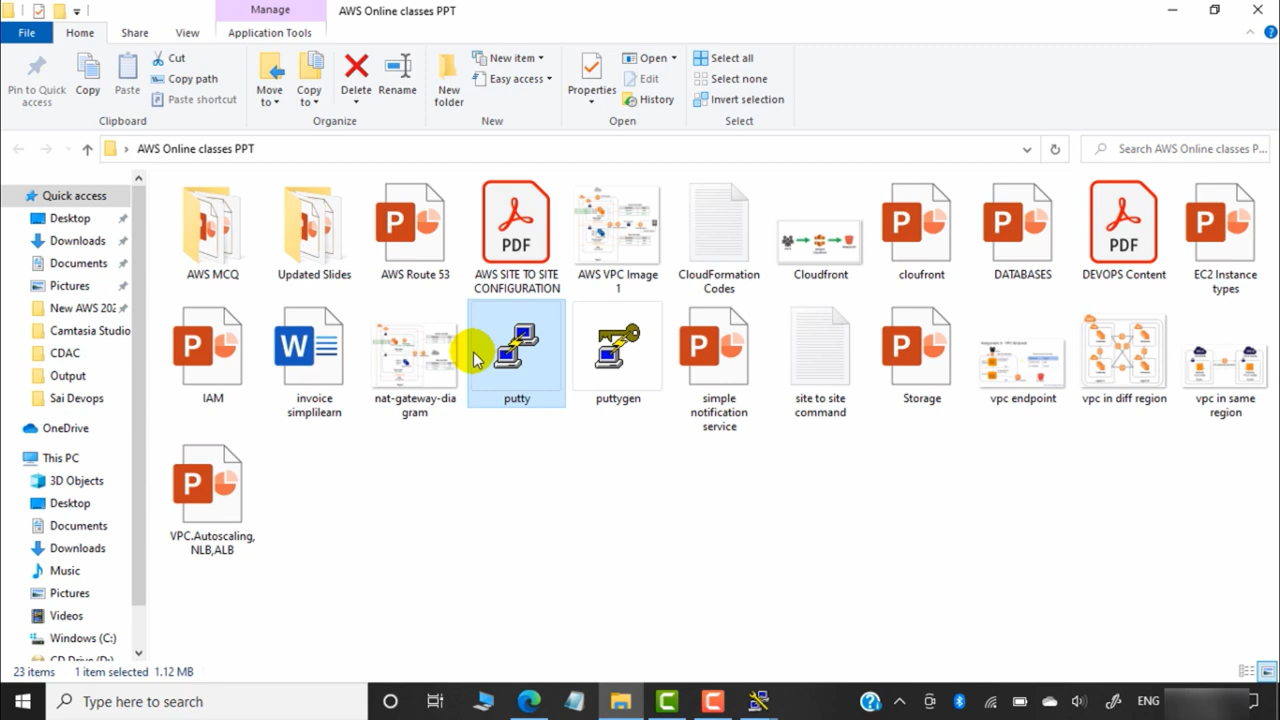 Manage
AWS Online classes PPT
File
Home
Share
View
Application Tools
Pin to Quick
access
Copy
Paste
Cut
Copy path
Paste shortcut
Clipboard
Move
to
Copy
to
Delete
Rename
Organize
New
folder
New item
Easy access
New
Properties
Open
Edit
History
Open
Select all
Select none
Invert selection
Select
AWS Online classes PPT
Search AWS Online classes P...
Quick access
Desktop
Downloads
Documents
Pictures
New AWS 202
Camtasia Studio
CDAC
Output
Sai Devops
OneDrive
This PC
3D Objects
Desktop
Documents
Downloads
Music
Pictures
Videos
Windows (C:)
CD Drive (D:)
P
PDF
P
P
PDF
P
AWS MCQ
Updated Slides
AWS Route 53
AWS SITE TO SITE
CONFIGURATION
AWS VPC Image
1
CloudFormation
Codes
Cloudfront
cloufront
DATABASES
DEVOPS Content
EC2 Instance
types
P
W
P
P
IAM
invoice
simplilearn
nat-gateway-dia
gram
putty
puttygen
simple
notification
service
site to site
command
Storage
vpc endpoint
vpc in diff region
vpc in same
region
P
VPC.Autoscaling,
NLB,ALB
23 items
1 item selected 1.12 MB
Type here to search
ENG